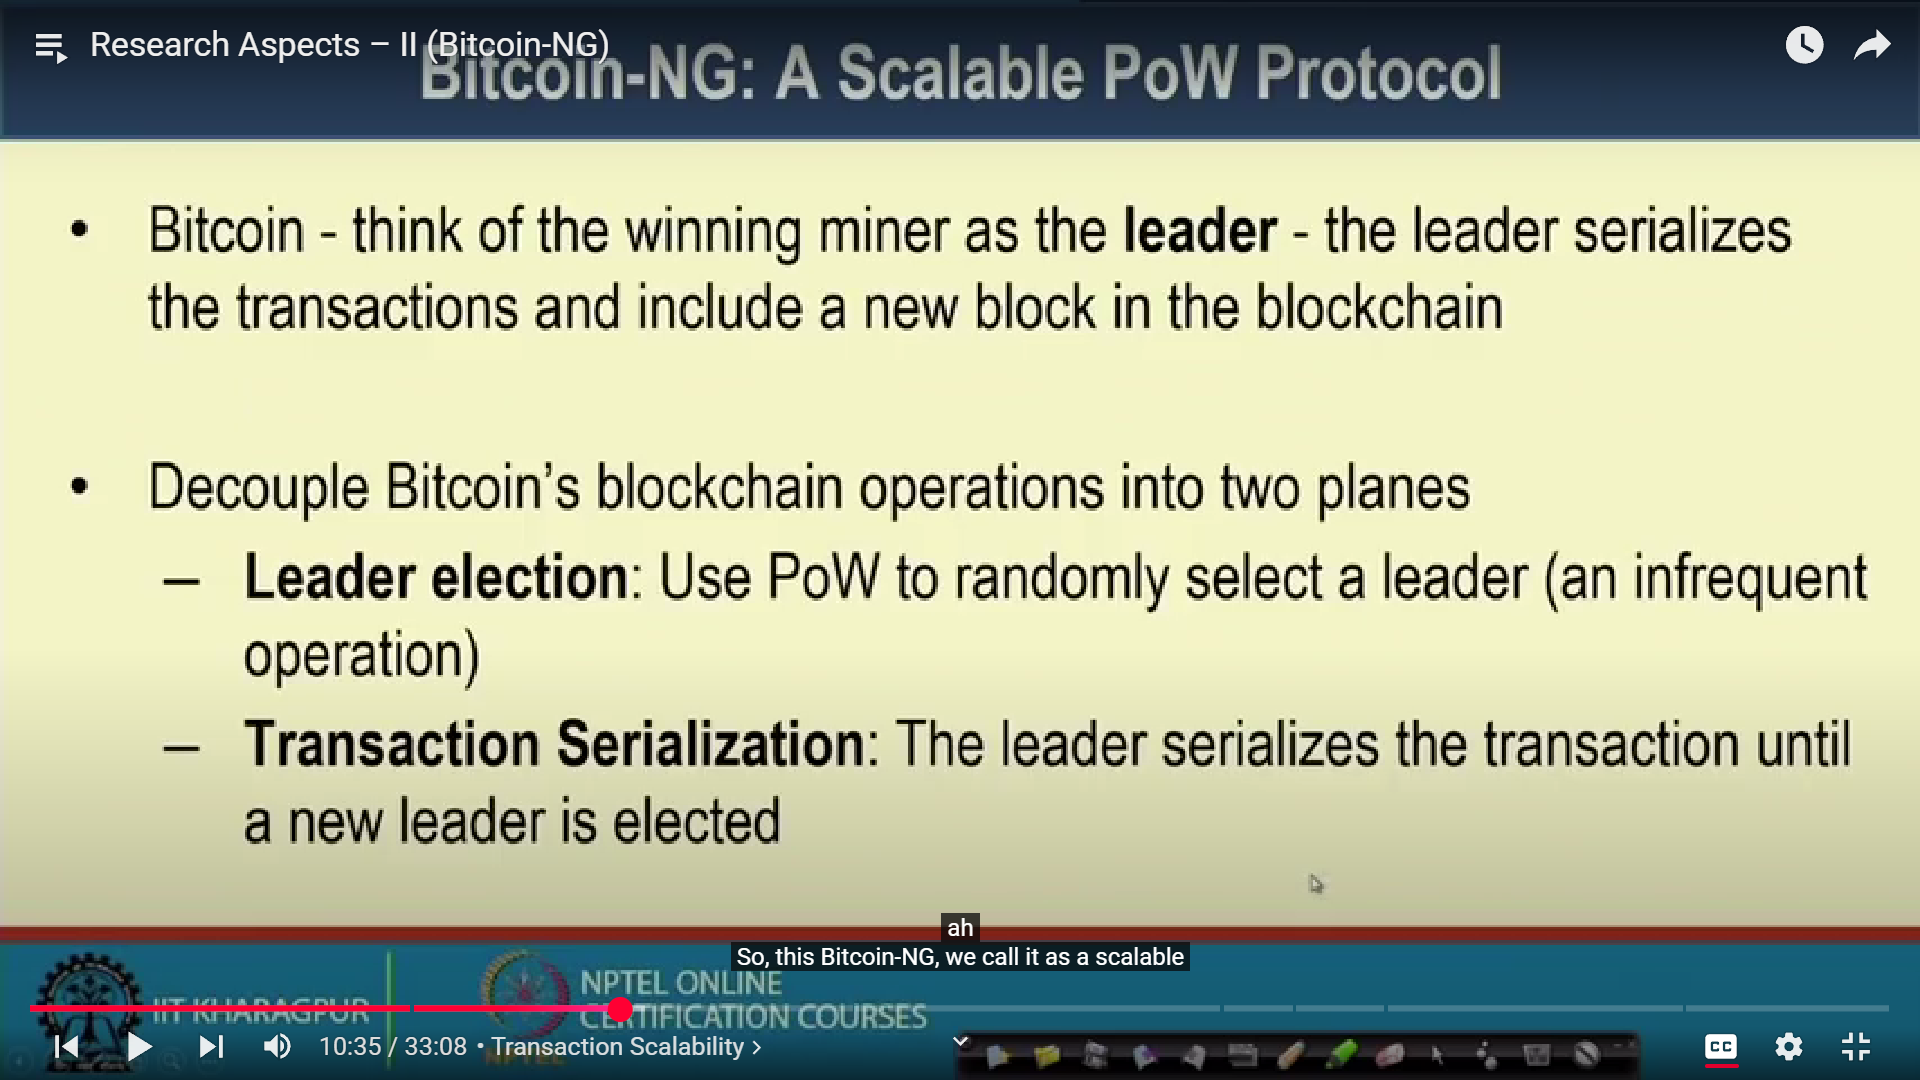 Research Aspects – II (Bitcoin-NG)
Bitcoin-NG: A Scalable PoW Protocol
• Bitcoin - think of the winning miner as the leader - the leader serializes
the transactions and include a new block in the blockchain
• Decouple Bitcoin’s blockchain operations into two planes
– Leader election: Use PoW to randomly select a leader (an infrequent
operation)
– Transaction Serialization: The leader serializes the transaction until
a new leader is elected
ah
So, this Bitcoin-NG, we call it as a scalable
IIT KHARAGPUR
NPTEL ONLINE
CERTIFICATION COURSES
NPTEL
10:35 / 33:08 • Transaction Scalability >
CC